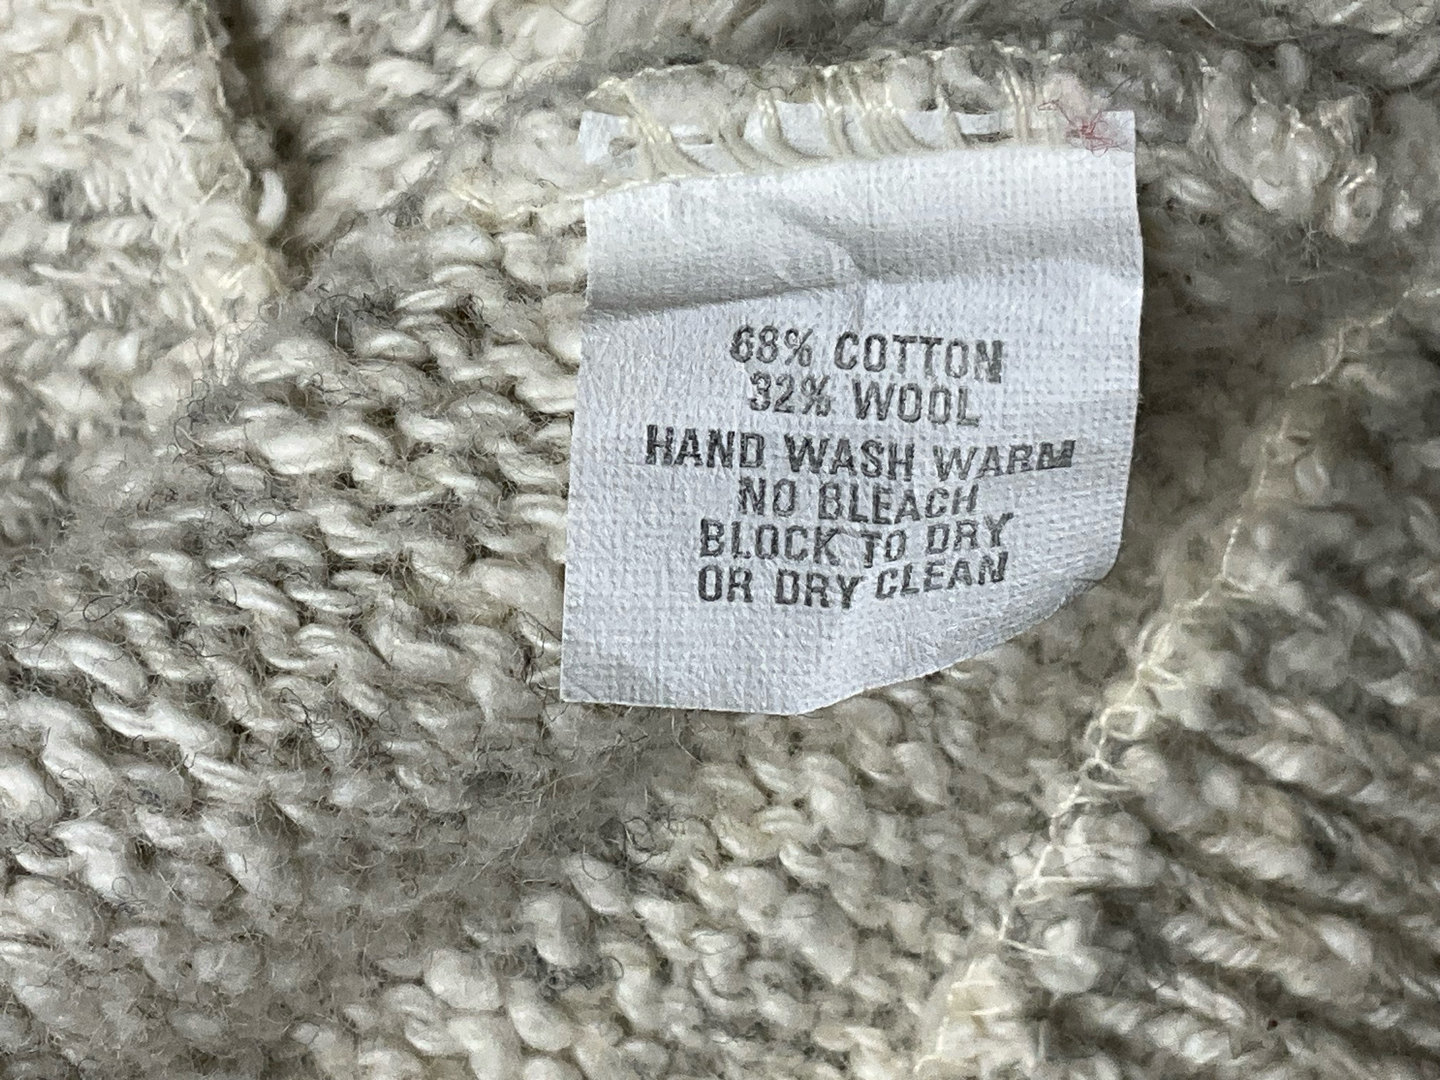 68% COTTON
32% WOOL
HAND WASH WARM
NO BLEACH
BLOCK TO DRY
OR DRY CLEAN